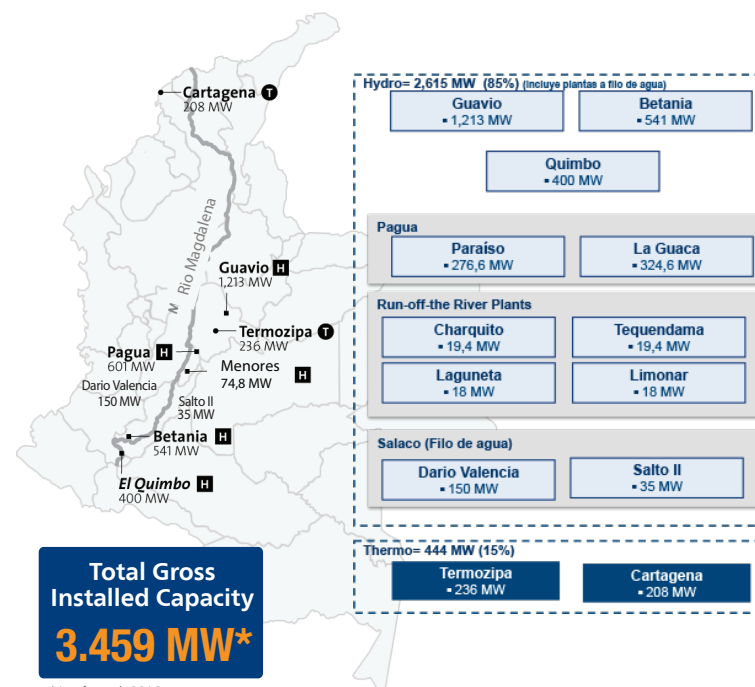 Cartagena T
208 MW
Rio Magdalena
N
Guavio H
1,213 MW
Termozipa T
236 MW
Pagua H
601 MW
Menores H
74,8 MW
Dario Valencia
150 MW
Salto II
35 MW
Betania H
541 MW
El Quimbo H
400 MW
Total Gross
Installed Capacity
3.459 MW*
Hydro= 2,615 MW (85%) (incluye plantas a filo de agua)
Guavio
▪ 1,213 MW
Betania
▪ 541 MW
Quimbo
▪ 400 MW
Pagua
Paraíso
▪ 276,6 MW
La Guaca
▪ 324,6 MW
Run-off-the River Plants
Charquito
▪ 19,4 MW
Tequendama
▪ 19,4 MW
Laguneta
▪ 18 MW
Limonar
▪ 18 MW
Salaco (Filo de agua)
Dario Valencia
▪ 150 MW
Salto II
▪ 35 MW
Thermo= 444 MW (15%)
Termozipa
▪ 236 MW
Cartagena
▪ 208 MW